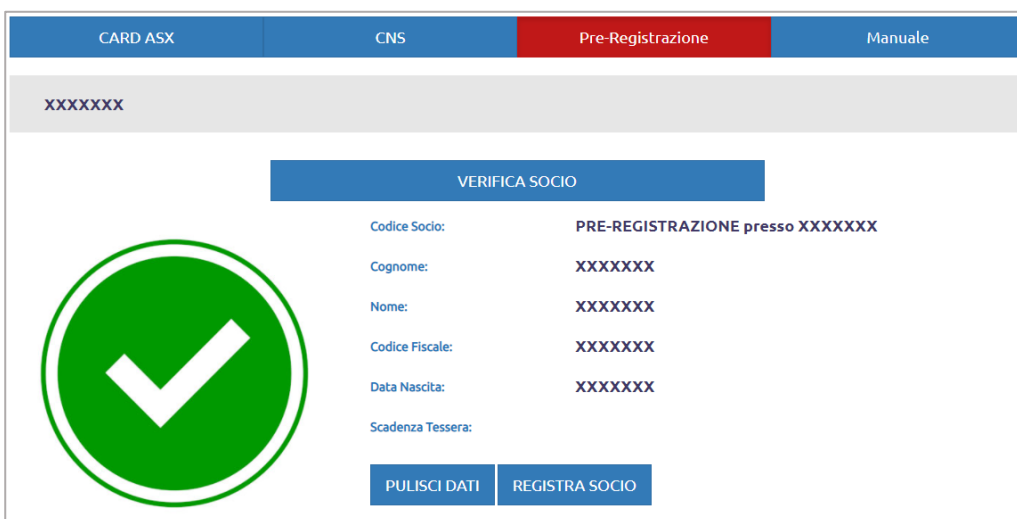 CARD ASX CNS Pre-Registrazione Manuale
XXXXXXX
VERIFICA SOCIO
Codice Socio: PRE-REGISTRAZIONE presso XXXXXXX
Cognome: XXXXXXX
Nome: XXXXXXX
Codice Fiscale: XXXXXXX
Data Nascita: XXXXXXX
Scadenza Tessera:
PULISCI DATI REGISTRA SOCIO